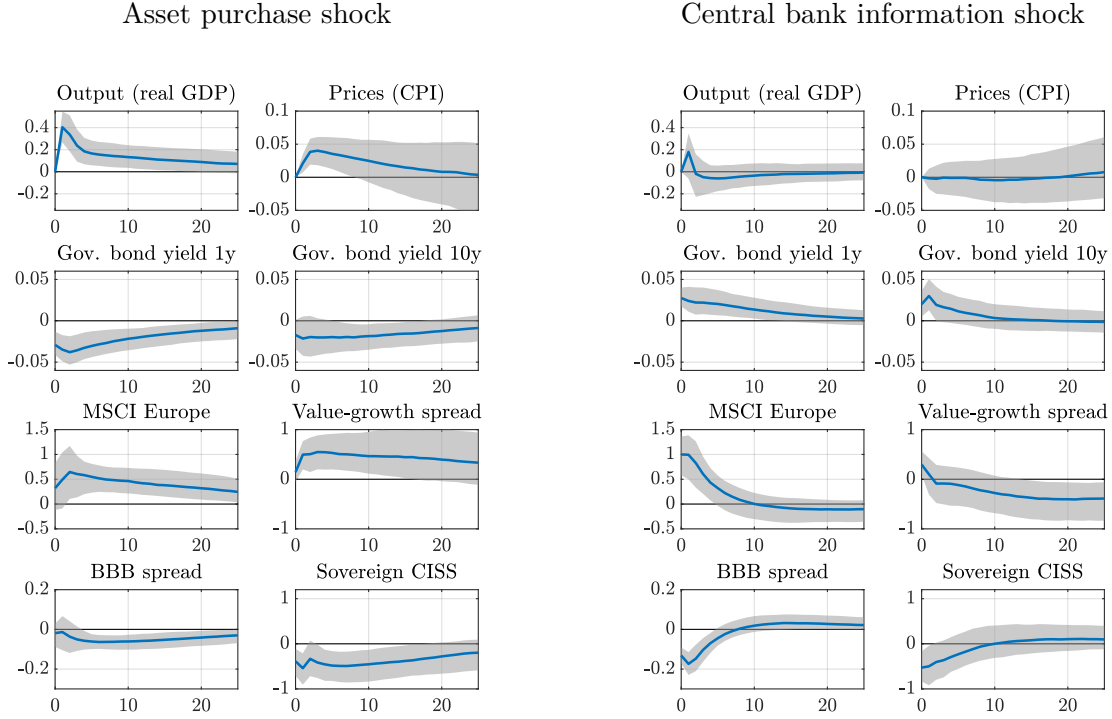 Asset purchase shock
Central bank information shock
Output (real GDP)
Prices (CPI)
Output (real GDP)
Prices (CPI)
0.4
0.2
0
-0.2
0 10 20
0.1
0.05
0
-0.05
0 10 20
0.4
0.2
0
-0.2
0 10 20
0.1
0.05
0
-0.05
0 10 20
Gov. bond yield 1y
Gov. bond yield 10y
Gov. bond yield 1y
Gov. bond yield 10y
0.05
0
-0.05
0 10 20
0.05
0
-0.05
0 10 20
0.05
0
-0.05
0 10 20
0.05
0
-0.05
0 10 20
MSCI Europe
Value-growth spread
MSCI Europe
Value-growth spread
1.5
1
0.5
0
-0.5
0 10 20
1
0
-1
0 10 20
1.5
1
0.5
0
-0.5
0 10 20
1
0
-1
0 10 20
BBB spread
Sovereign CISS
BBB spread
Sovereign CISS
0.2
0
-0.2
0 10 20
1
0
-1
0 10 20
0.2
0
-0.2
0 10 20
1
0
-1
0 10 20